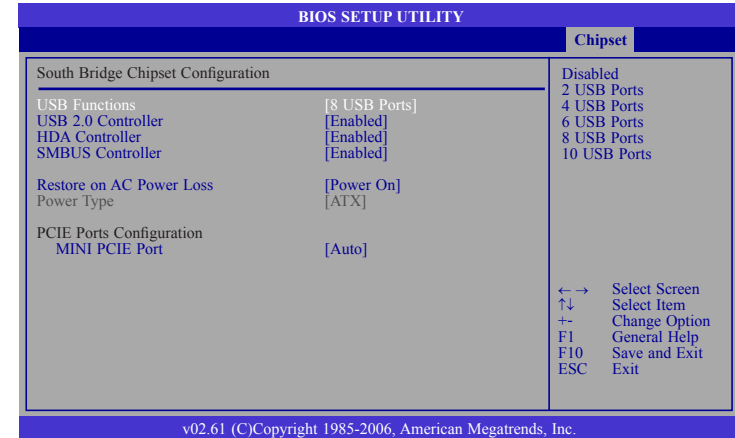 BIOS SETUP UTILITY
Chipset
South Bridge Chipset Configuration
USB Functions [8 USB Ports]
USB 2.0 Controller [Enabled]
HDA Controller [Enabled]
SMBUS Controller [Enabled]
Restore on AC Power Loss [Power On]
Power Type [ATX]
PCIE Ports Configuration
MINI PCIE Port [Auto]
Disabled
2 USB Ports
4 USB Ports
6 USB Ports
8 USB Ports
10 USB Ports
←→ Select Screen
↑↓ Select Item
+- Change Option
F1 General Help
F10 Save and Exit
ESC Exit
v02.61 (C)Copyright 1985-2006, American Megatrends, Inc.